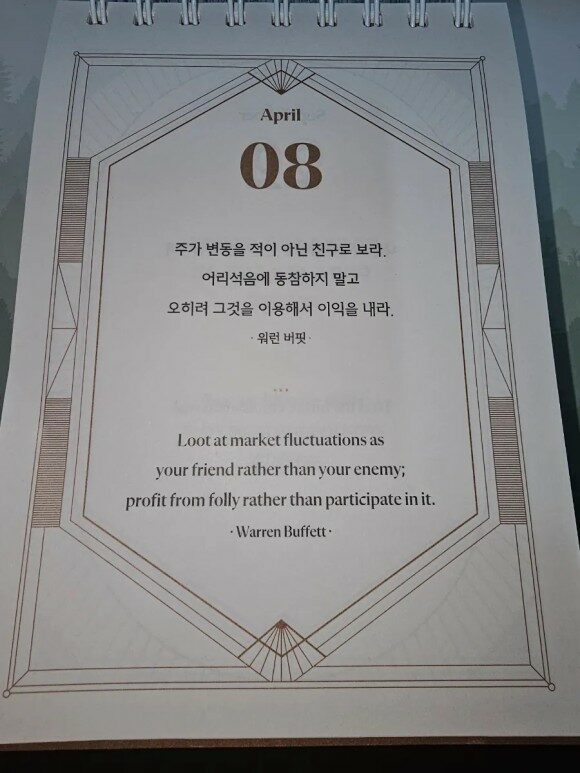 April
08
주가 변동을 적이 아닌 친구로 보라.
어리석음에 동참하지 말고
오히려 그것을 이용해서 이익을 내라.
· 워런 버핏 ·
Loot at market fluctuations as
your friend rather than your enemy;
profit from folly rather than participate in it.
· Warren Buffett ·